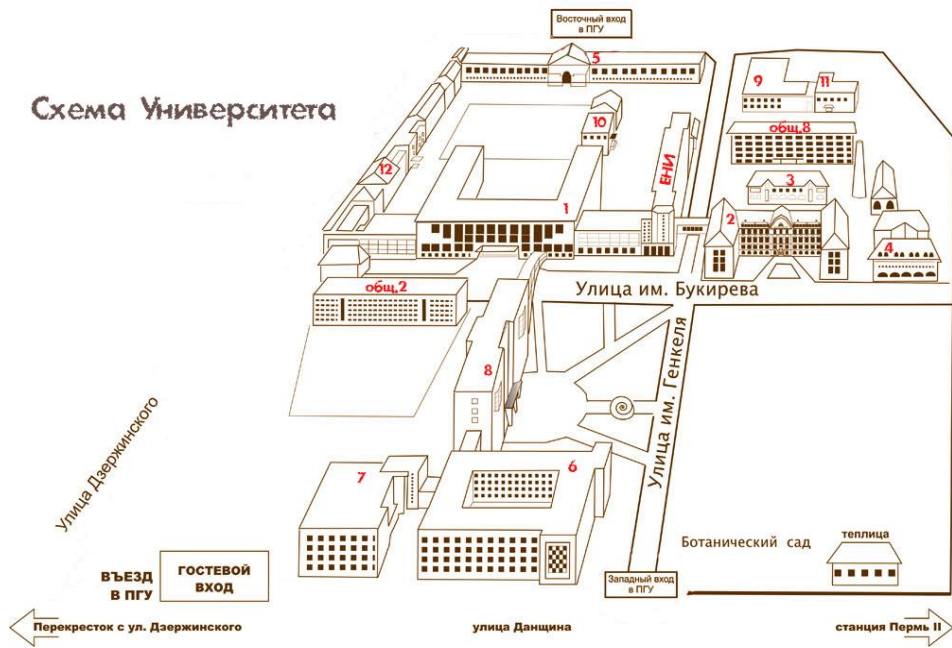 Восточный вход
в ПГУ
Схема Университета
5
9
11
10
общ.8
12
ЕНИ
3
1
2
4
общ.2
Улица им. Букирева
8
Улица им. Генкеля
Улица Дзержинского
7
6
Ботанический сад
теплица
ВЪЕЗД
В ПГУ
ГОСТЕВОЙ
ВХОД
Западный вход
в ПГУ
Перекресток с ул. Дзержинского
улица Данщина
станция Пермь II